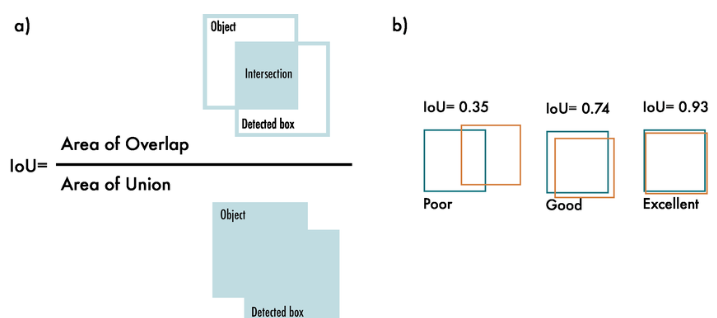 a)
Object
Intersection
Detected box
IoU=
Area of Overlap
Area of Union
Object
Detected box
b)
IoU= 0.35
IoU= 0.74
IoU= 0.93
Poor
Good
Excellent